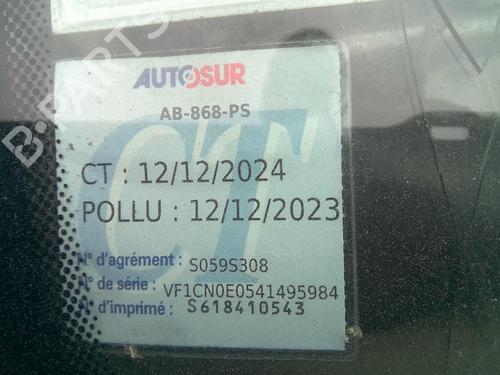 AUTOSUR
AB-868-PS
CT : 12/12/2024
POLLU : 12/12/2023
N° d'agrément : S059S308
N° de série : VF1CN0E0541495984
N° d'imprimé : S618410543
B-PARTS